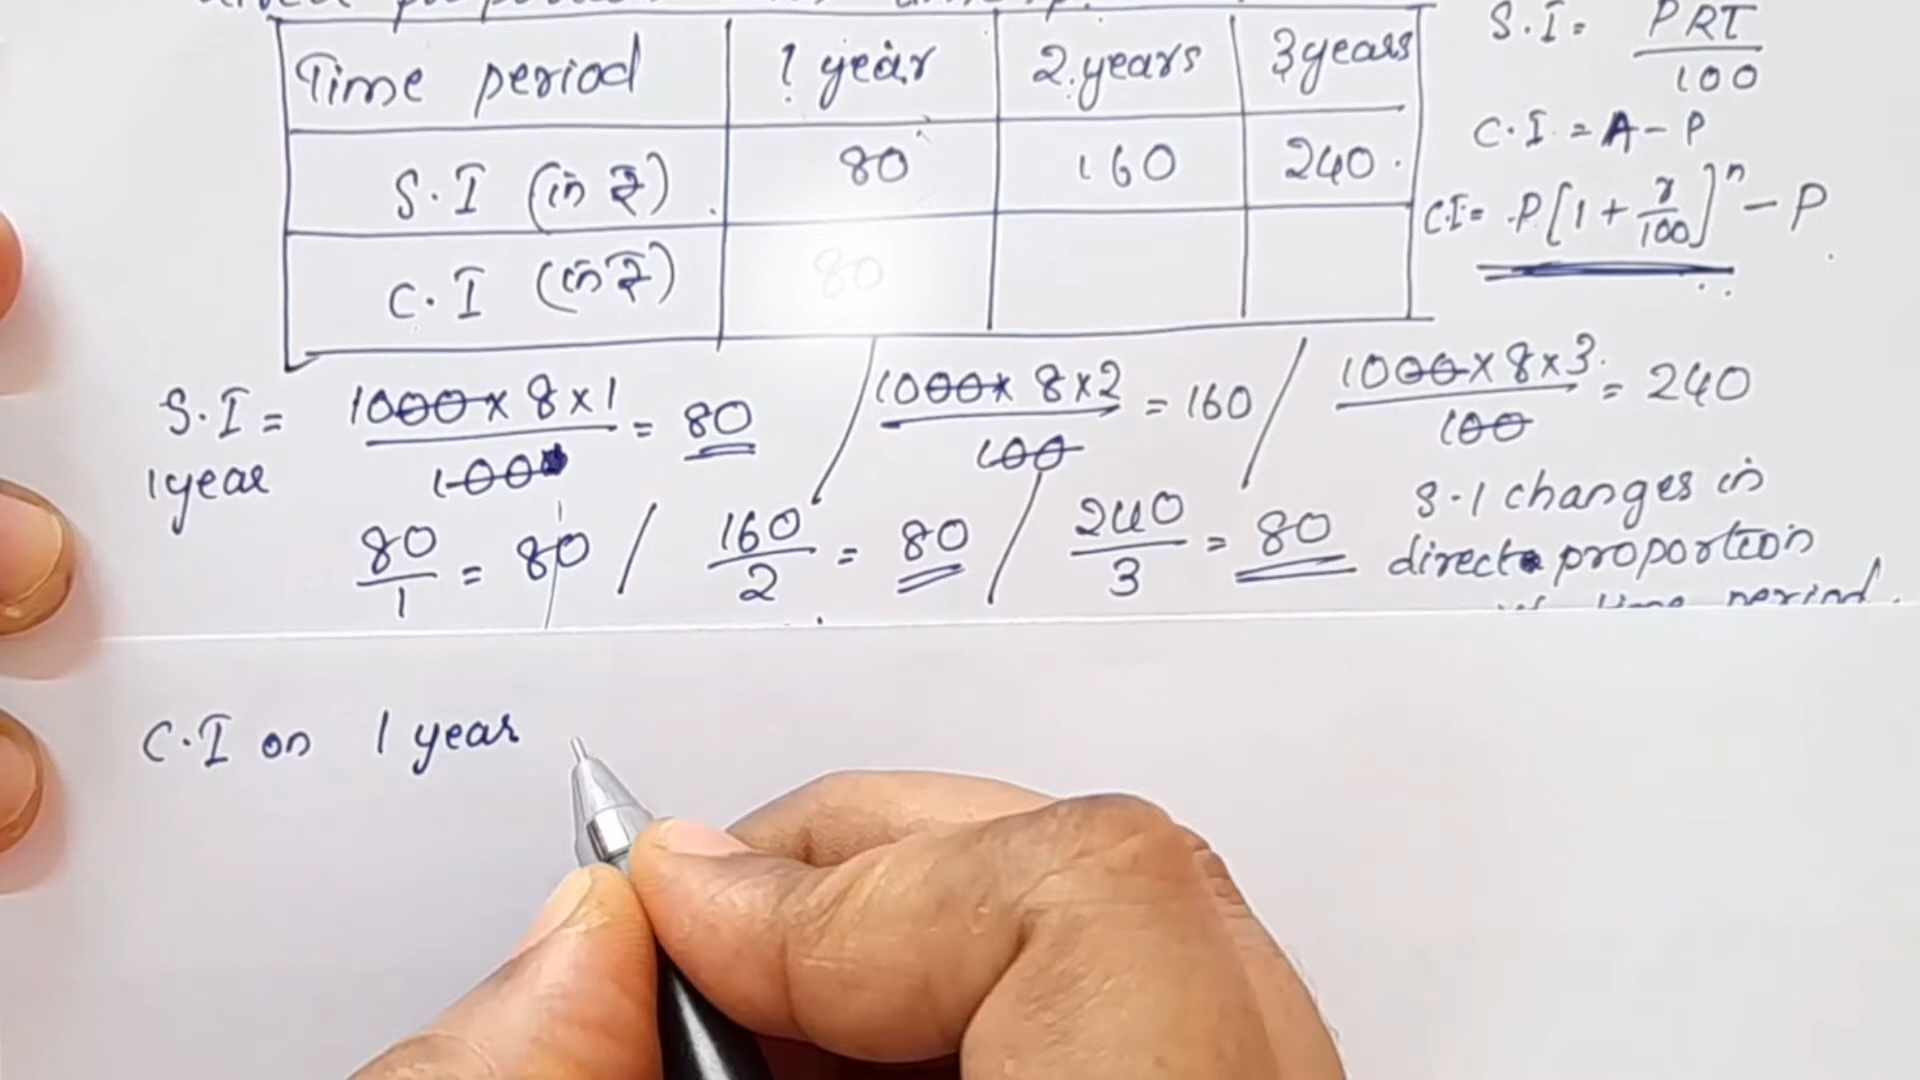 Time period 1 year 2 years 3 years
S.I (in ₹) 80 160 240
C.I (in ₹) 80
S.I = PRT/100
C.I = A - P
C.I = P[1 + r/100]^n - P
S.I = 1000 x 8 x 1/100 = 80 / 1000 x 8 x 2/100 = 160 / 1000 x 8 x 3/100 = 240
1 year
80/1 = 80 / 160/2 = 80 / 240/3 = 80
S.I changes in
direct proportion
time period.
C.I on 1 year